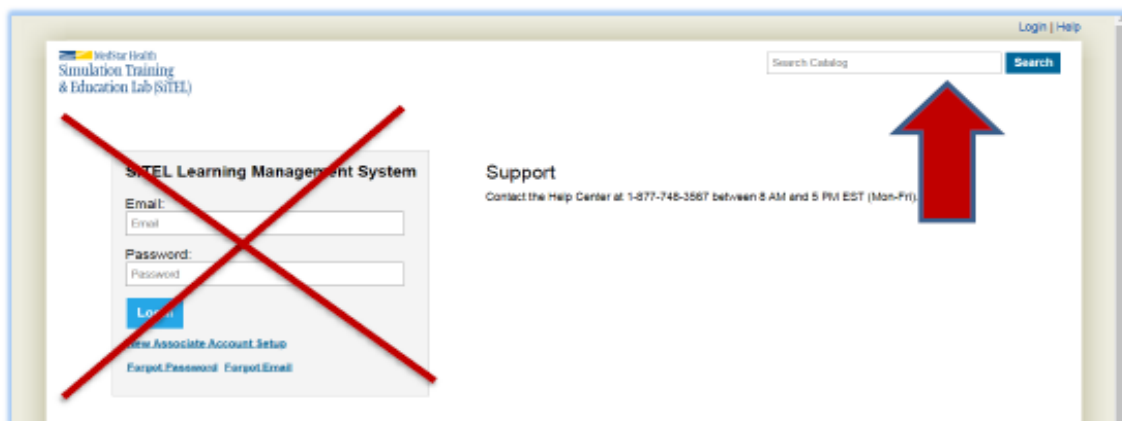 Login | Help
MedStar Health
Simulation Training
& Education Lab (SiTEL)
Search Catalog
Search
SiTEL Learning Management System
Email:
Email
Password:
Password
Login
New Associate Account Setup
Forgot Password Forgot Email
Support
Contact the Help Center at 1-877-748-3567 between 8 AM and 5 PM EST (Mon-Fri).